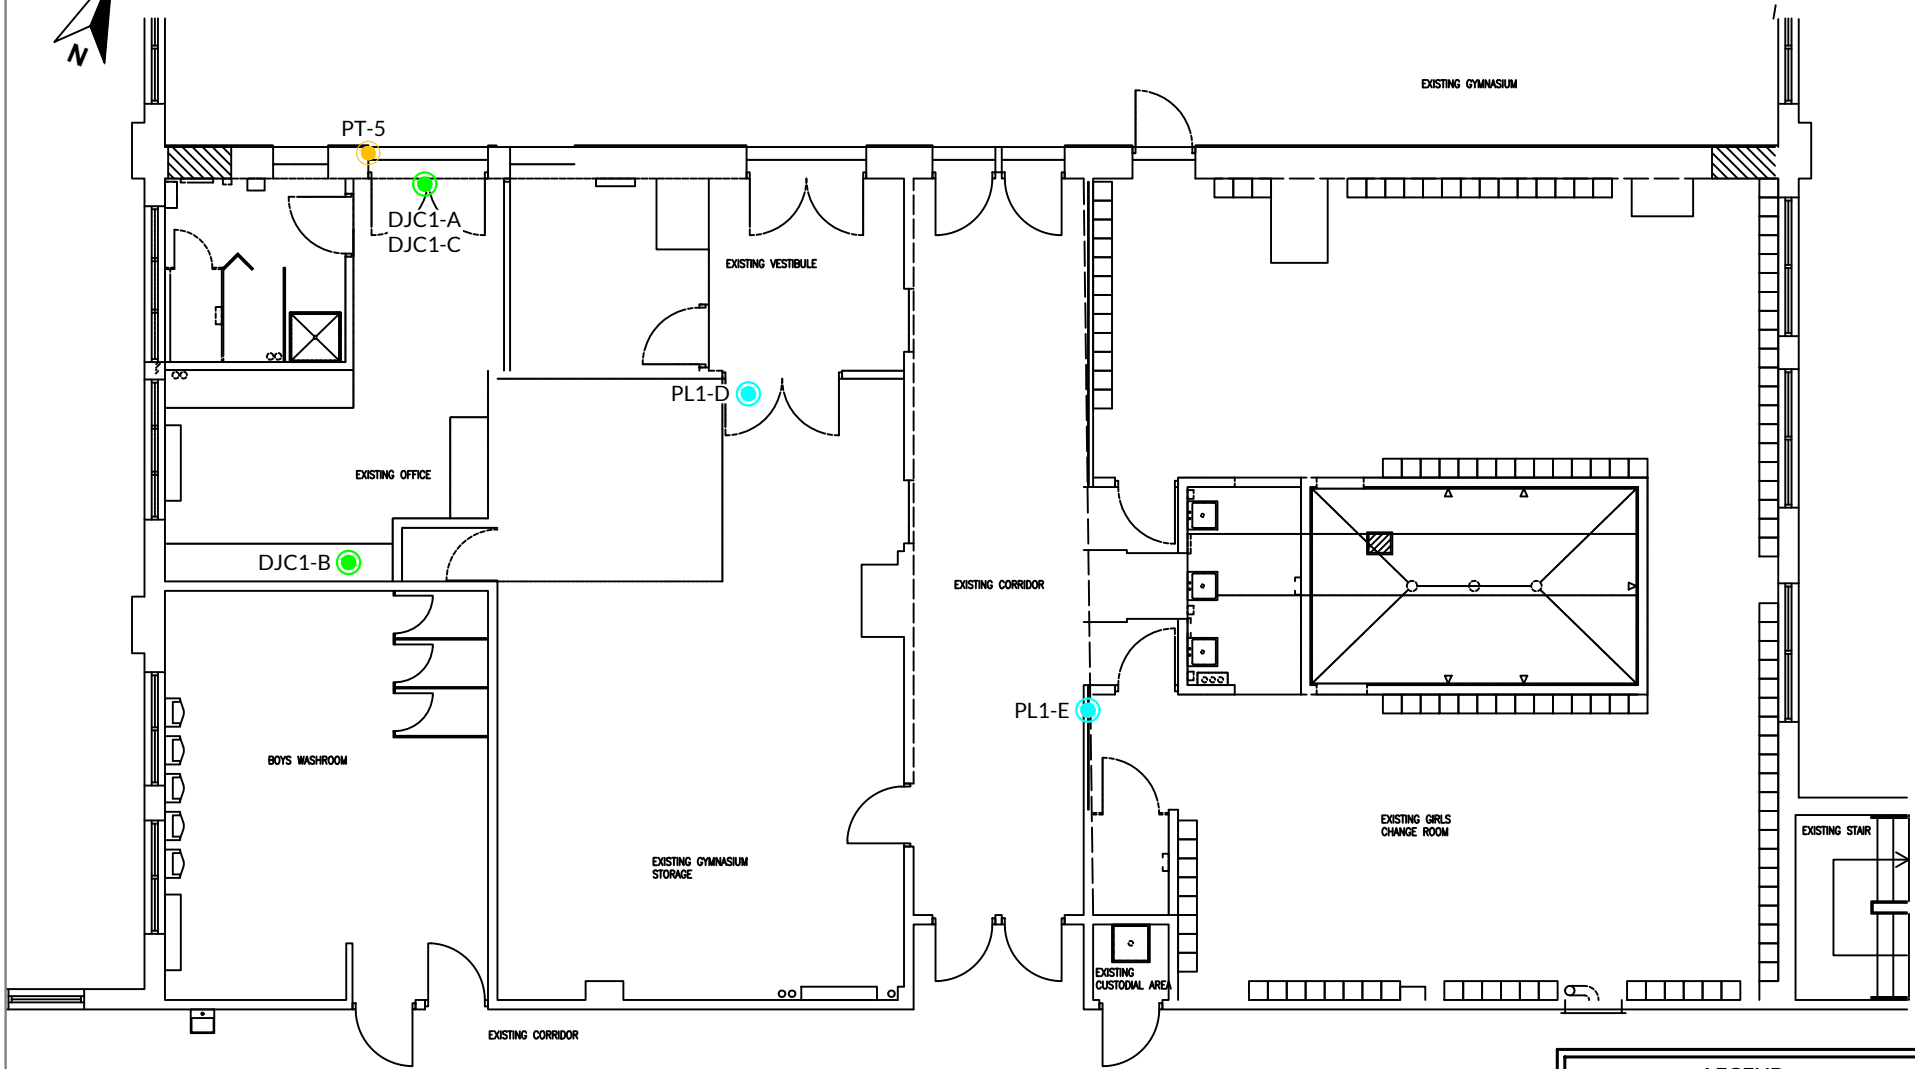 N
EXISTING GYMNASIUM
PT-5
DJC1-A
DJC1-C
EXISTING VESTIBULE
PL1-D
EXISTING OFFICE
DJC1-B
EXISTING CORRIDOR
PL1-E
BOYS WASHROOM
EXISTING GIRLS
CHANGE ROOM
EXISTING STAIR
EXISTING GYMNASIUM
STORAGE
EXISTING
CUSTODIAL AREA
EXISTING CORRIDOR
LEGEND